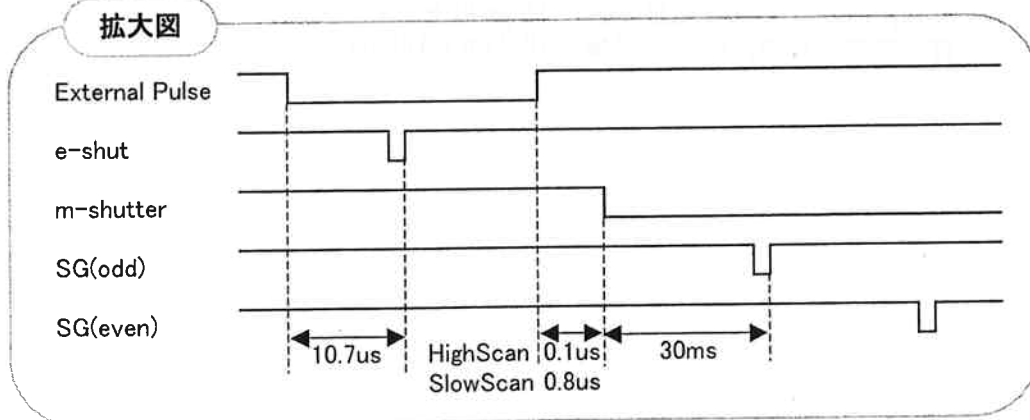 拡大図
External Pulse
e-shut
m-shutter
SG(odd)
SG(even)
10.7us
HighScan 0.1us
30ms
SlowScan 0.8us